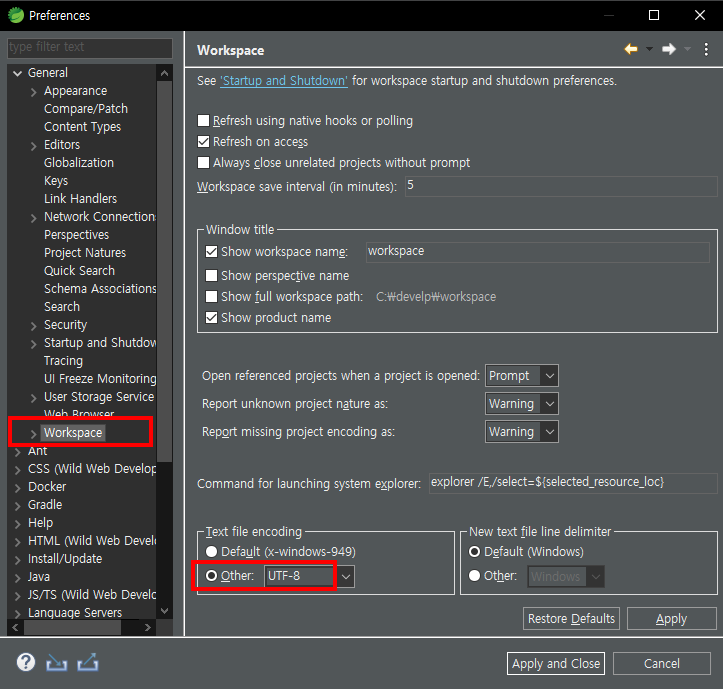 Preferences
type filter text
General
Appearance
Compare/Patch
Content Types
Editors
Globalization
Keys
Link Handlers
Network Connection
Perspectives
Project Natures
Quick Search
Schema Associations
Search
Security
Startup and Shutdow
Tracing
UI Freeze Monitoring
User Storage Service
Web Browser
Workspace
Ant
CSS (Wild Web Develop
Docker
Gradle
Help
HTML (Wild Web Devel
Install/Update
Java
JS/TS (Wild Web Develo
Language Servers
Workspace
See 'Startup and Shutdown' for workspace startup and shutdown preferences.
Refresh using native hooks or polling
Refresh on access
Always close unrelated projects without prompt
Workspace save interval (in minutes): 5
Window title
Show workspace name: workspace
Show perspective name
Show full workspace path: C:₩develp₩workspace
Show product name
Open referenced projects when a project is opened: Prompt
Report unknown project nature as: Warning
Report missing project encoding as: Warning
Command for launching system explorer: explorer /E,/select=${selected_resource_loc}
Text file encoding
Default (x-windows-949)
Other: UTF-8
New text file line delimiter
Default (Windows)
Other: Windows
Restore Defaults Apply
Apply and Close Cancel